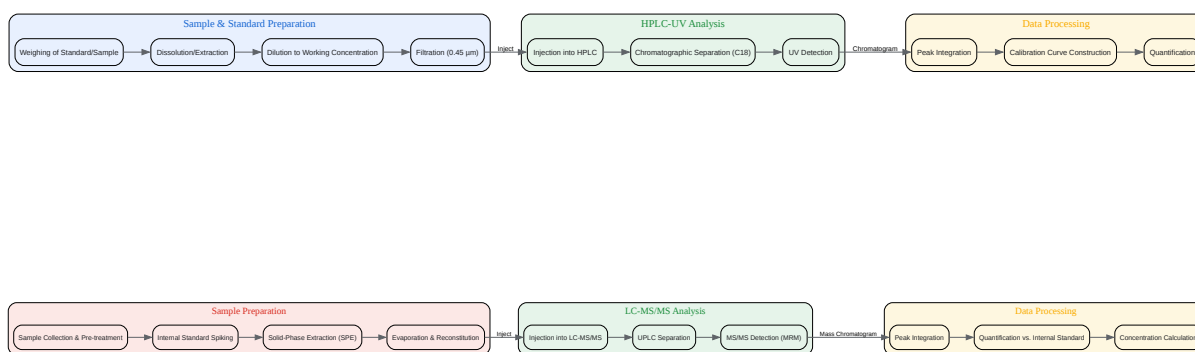 Sample & Standard Preparation
Weighing of Standard/Sample
Dissolution/Extraction
Dilution to Working Concentration
Filtration (0.45 μm)
Inject
HPLC-UV Analysis
Injection into HPLC
Chromatographic Separation (C18)
UV Detection
Chromatogram
Data Processing
Peak Integration
Calibration Curve Construction
Quantification
Sample Preparation
Sample Collection & Pre-treatment
Internal Standard Spiking
Solid-Phase Extraction (SPE)
Evaporation & Reconstitution
Inject
LC-MS/MS Analysis
Injection into LC-MS/MS
UPLC Separation
MS/MS Detection (MRM)
Mass Chromatogram
Data Processing
Peak Integration
Quantification vs. Internal Standard
Concentration Calculation